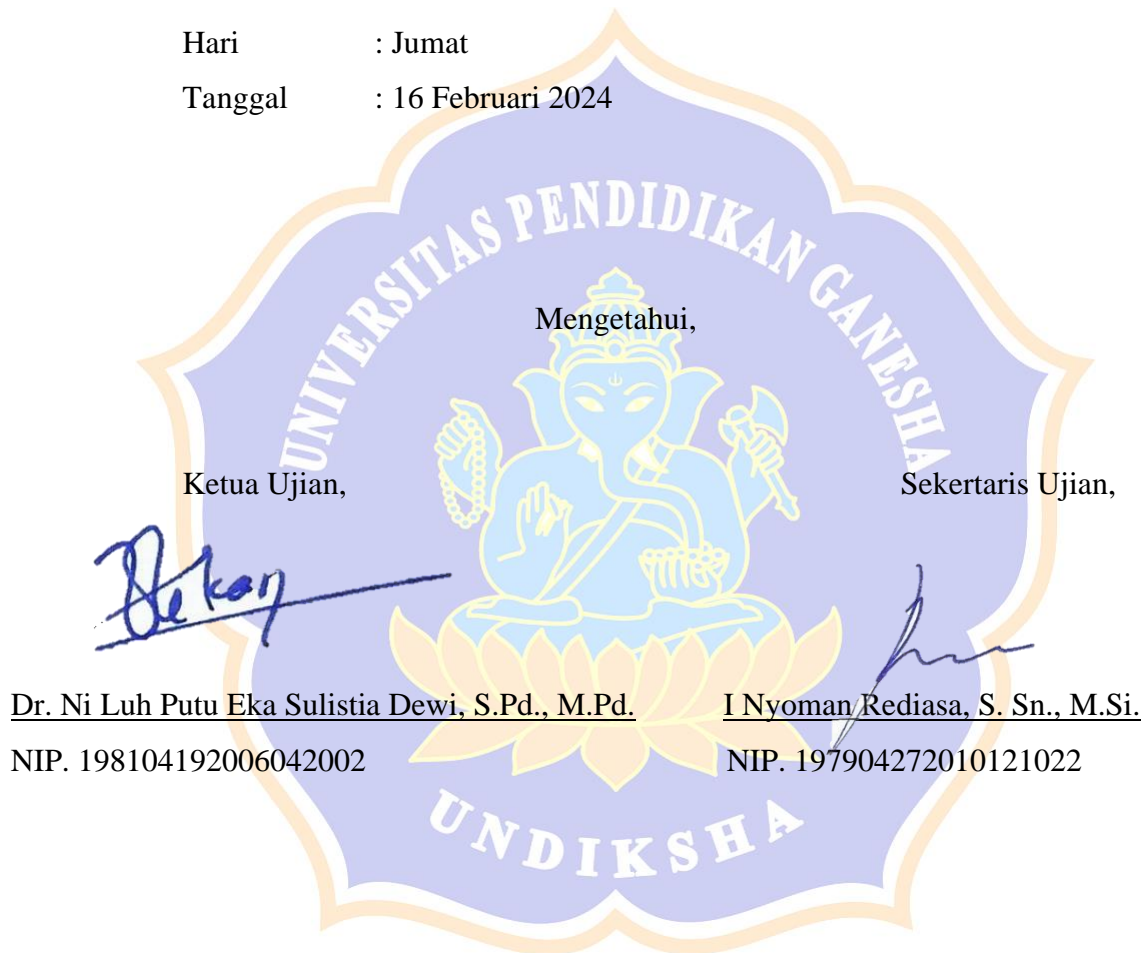 Hari : Jumat
Tanggal : 16 Februari 2024
UNIVERSITAS PENDIDIKAN GANESHA
Mengetahui,
Ketua Ujian, Sekertaris Ujian,
Dr. Ni Luh Putu Eka Sulistia Dewi, S.Pd., M.Pd. I Nyoman Rediasa, S. Sn., M.Si.
NIP. 198104192006042002 NIP. 197904272010121022
UNDIKSHA